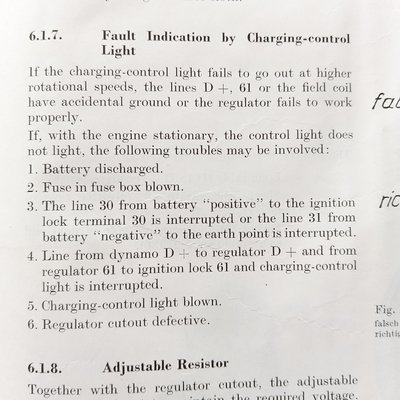 6.1.7. Fault Indication by Charging-control
Light
If the charging-control light fails to go out at higher
rotational speeds, the lines D +, 61 or the field coil
have accidental ground or the regulator fails to work
properly.
If, with the engine stationary, the control light does
not light, the following troubles may be involved:
1. Battery discharged.
2. Fuse in fuse box blown.
3. The line 30 from battery “positive” to the ignition
lock terminal 30 is interrupted or the line 31 from
battery “negative” to the earth point is interrupted.
4. Line from dynamo D + to regulator D + and from
regulator 61 to ignition lock 61 and charging-control
light is interrupted.
5. Charging-control light blown.
6. Regulator cutout defective.
6.1.8. Adjustable Resistor
Together with the regulator cutout, the adjustable
the required voltage.
Fig.
falsch
richtig